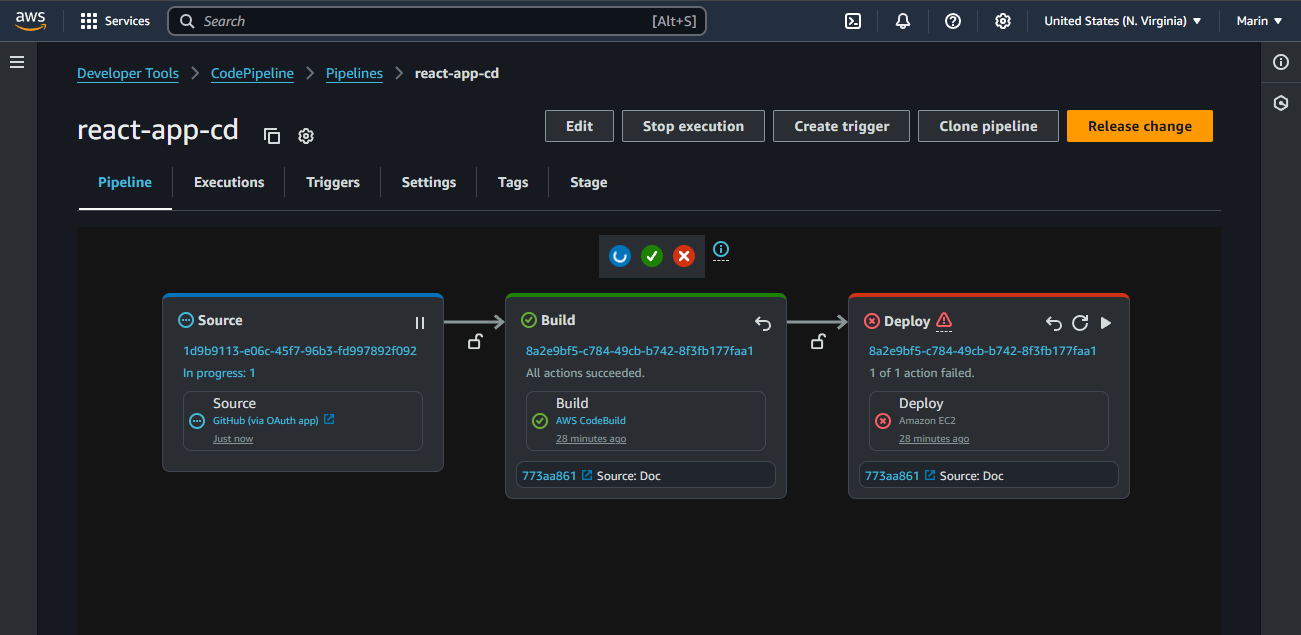 aws Services Search [Alt+S] United States (N. Virginia) Marin
Developer Tools CodePipeline Pipelines react-app-cd
react-app-cd Edit Stop execution Create trigger Clone pipeline Release change
Pipeline Executions Triggers Settings Tags Stage
Source
1d9b9113-e06c-45f7-96b3-fd997892f092
In progress: 1
Source
GitHub (via OAuth app)
Just now
Build
8a2e9bf5-c784-49cb-b742-8f3fb177faa1
All actions succeeded.
Build
AWS CodeBuild
28 minutes ago
773aa861 Source: Doc
Deploy
8a2e9bf5-c784-49cb-b742-8f3fb177faa1
1 of 1 action failed.
Deploy
Amazon EC2
28 minutes ago
773aa861 Source: Doc